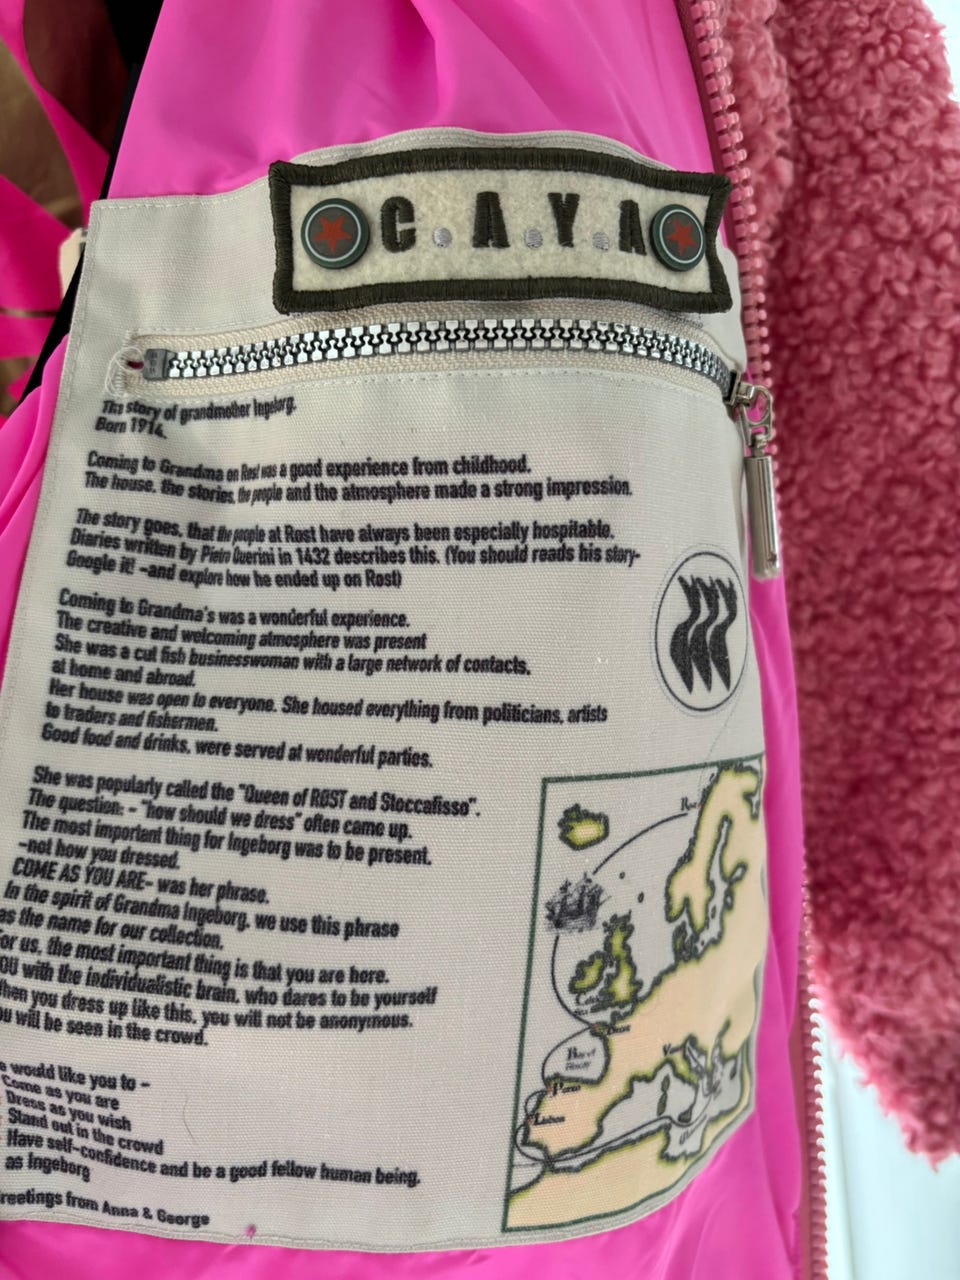 C.A.Y.A
The story of grandmother Ingeborg.
Born 1914.
Coming to Grandma on Røst was a good experience from childhood.
The house, the stories, the people and the atmosphere made a strong impression.
The story goes, that the people at Røst have always been especially hospitable.
Diaries written by Pietro Querini in 1432 describes this. (You should reads his story-
Google it! -and explore how he ended up on Røst)
Coming to Grandma's was a wonderful experience.
The creative and welcoming atmosphere was present
She was a cut fish businesswoman with a large network of contacts,
at home and abroad.
Her house was open to everyone. She housed everything from politicians, artists
to traders and fishermen.
Good food and drinks, were served at wonderful parties.
She was popularly called the "Queen of RØST and Stoccafisso".
The question: - "how should we dress" often came up.
The most important thing for Ingeborg was to be present.
-not how you dressed.
COME AS YOU ARE- was her phrase.
In the spirit of Grandma Ingeborg, we use this phrase
as the name for our collection.
or us, the most important thing is that you are here.
OU with the individualistic brain, who dares to be yourself
hen you dress up like this, you will not be anonymous.
ou will be seen in the crowd.
e would like you to -
Come as you are
Dress as you wish
Stand out in the crowd
Have self-confidence and be a good fellow human being.
as Ingeborg
reetings from Anna & George
Porto
Lisbon